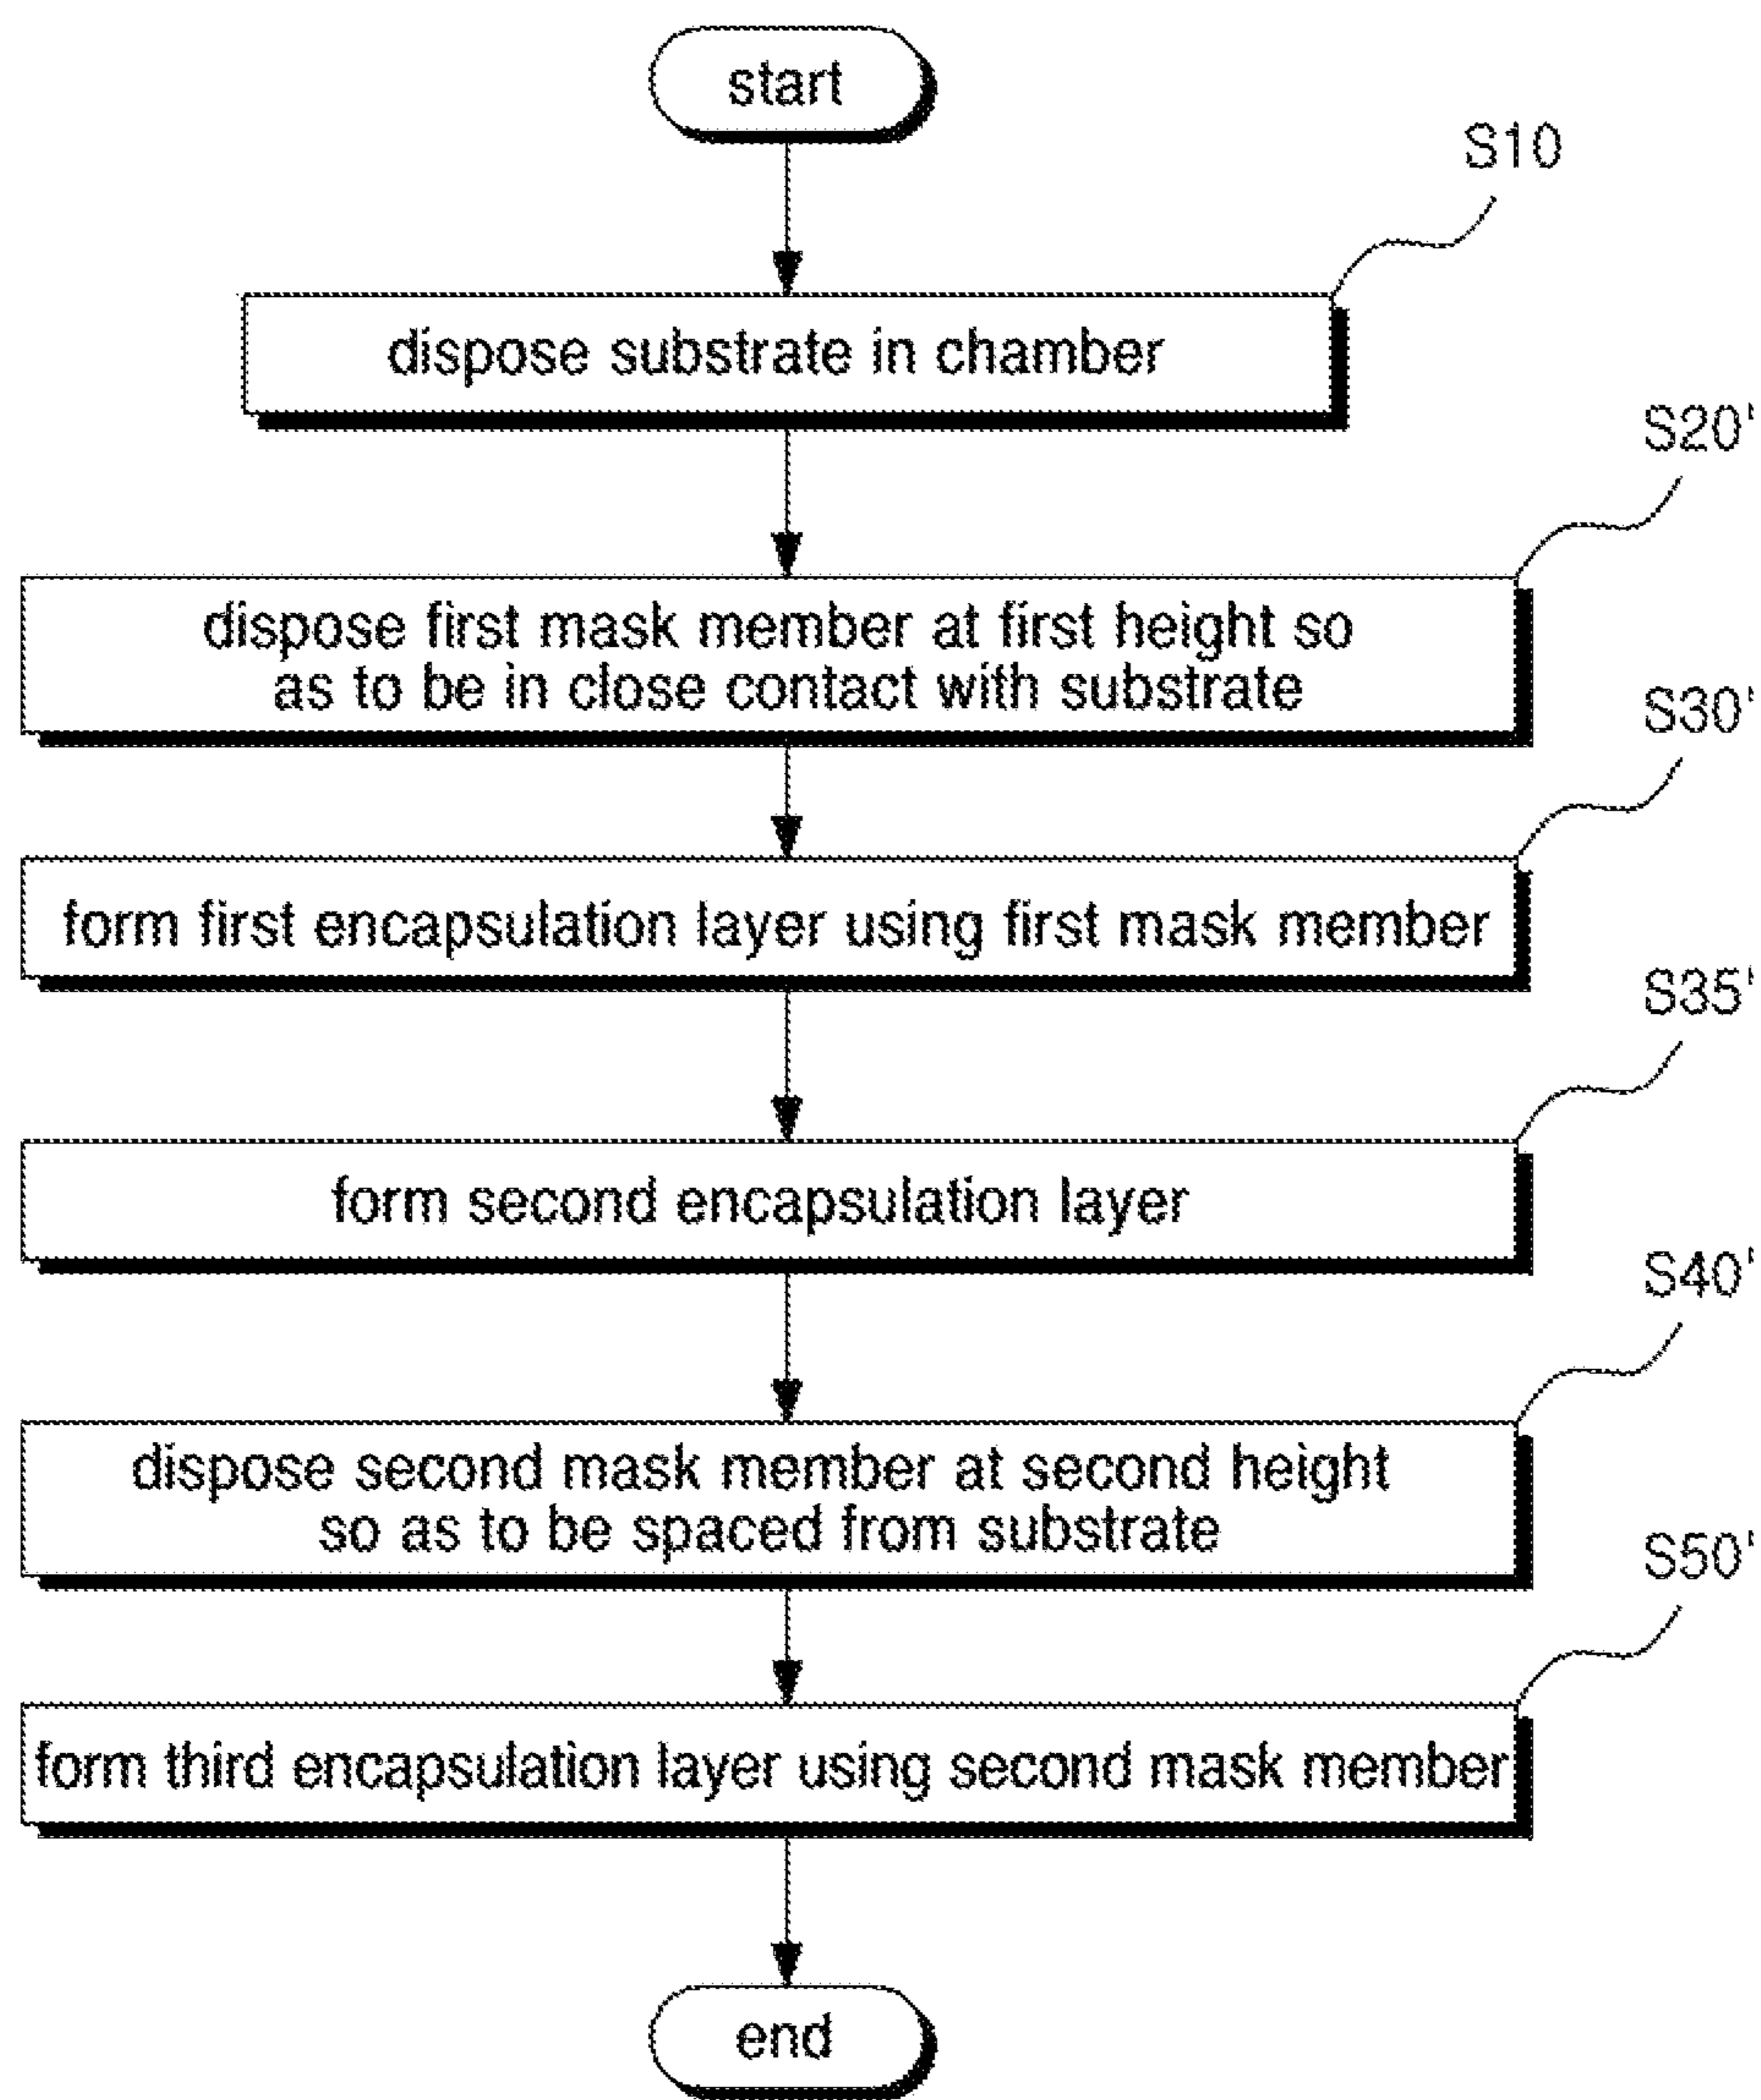 start
S10
dispose substrate in chamber
S20'
dispose first mask member at first height so
as to be in close contact with substrate
S30'
form first encapsulation layer using first mask member
S35'
form second encapsulation layer
S40'
dispose second mask member at second height
so as to be spaced from substrate
S50'
form third encapsulation layer using second mask member
end